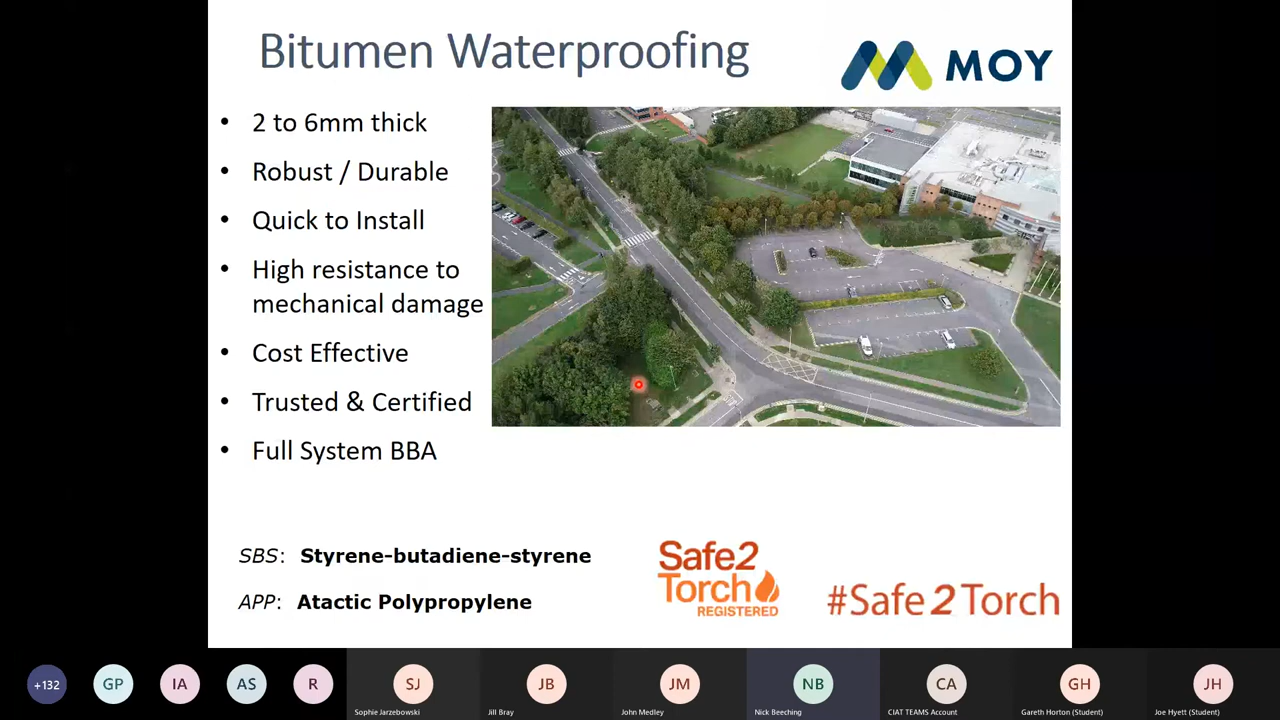 Bitumen Waterproofing
MOY
• 2 to 6mm thick
• Robust / Durable
• Quick to Install
• High resistance to
mechanical damage
• Cost Effective
• Trusted & Certified
• Full System BBA
SBS: Styrene-butadiene-styrene
APP: Atactic Polypropylene
Safe2
Torch
REGISTERED
#Safe2Torch
+132
GP
IA
AS
R
SJ
Sophie Jarzebowski
JB
Jill Bray
JM
John Medley
NB
Nick Beeching
CA
CIAT TEAMS Account
GH
Gareth Horton (Student)
JH
Joe Hyett (Student)